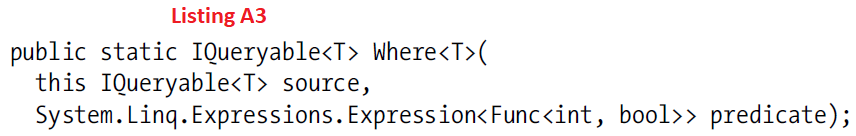 Listing A3
public static IQueryable<T> Where<T>(
this IQueryable<T> source,
System.Linq.Expressions.Expression<Func<int, bool>> predicate);